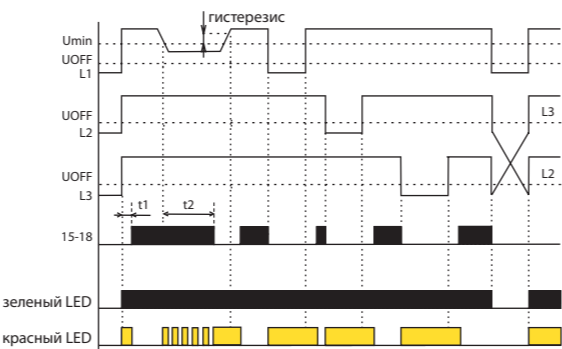 гистерезис
Umin
UOFF
L1
UOFF
L2
L3
UOFF
L3
L2
t1
t2
15-18
зеленый LED
красный LED